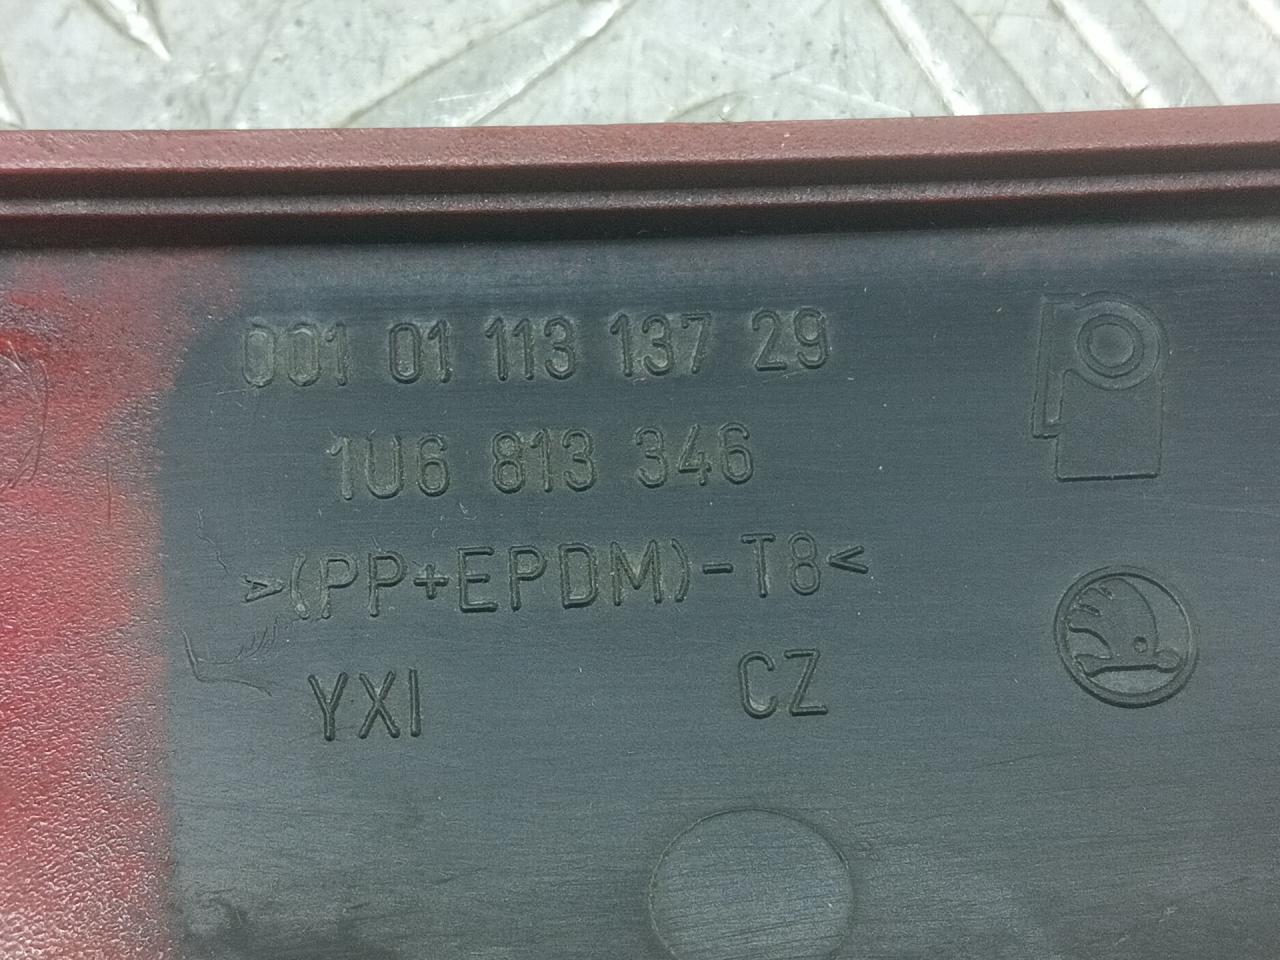 001 01 113 137 29
1U6 813 346
>(PP+EPDM)-T8<
YXI CZ